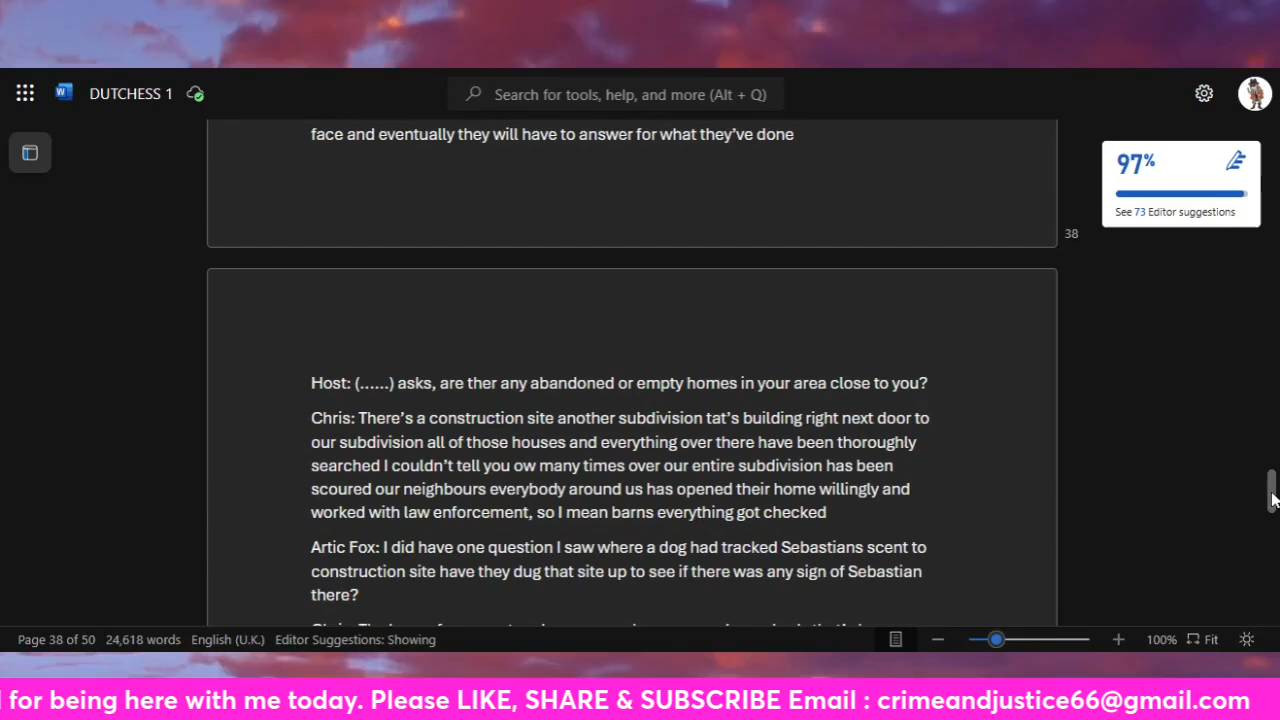 DUTCHESS 1
Search for tools, help, and more (Alt + Q)
face and eventually they will have to answer for what they've done
97%
See 73 Editor suggestions
38
Host: (……) asks, are ther any abandoned or empty homes in your area close to you?
Chris: There's a construction site another subdivision tat's building right next door to
our subdivision all of those houses and everything over there have been thoroughly
searched I couldn't tell you ow many times over our entire subdivision has been
scoured our neighbours everybody around us has opened their home willingly and
worked with law enforcement, so I mean barns everything got checked
Artic Fox: I did have one question I saw where a dog had tracked Sebastians scent to
construction site have they dug that site up to see if there was any sign of Sebastian
there?
Page 38 of 50 24,618 words English (U.K.) Editor Suggestions: Showing
100% Fit
for being here with me today. Please LIKE, SHARE & SUBSCRIBE Email : crimeandjustice66@gmail.com